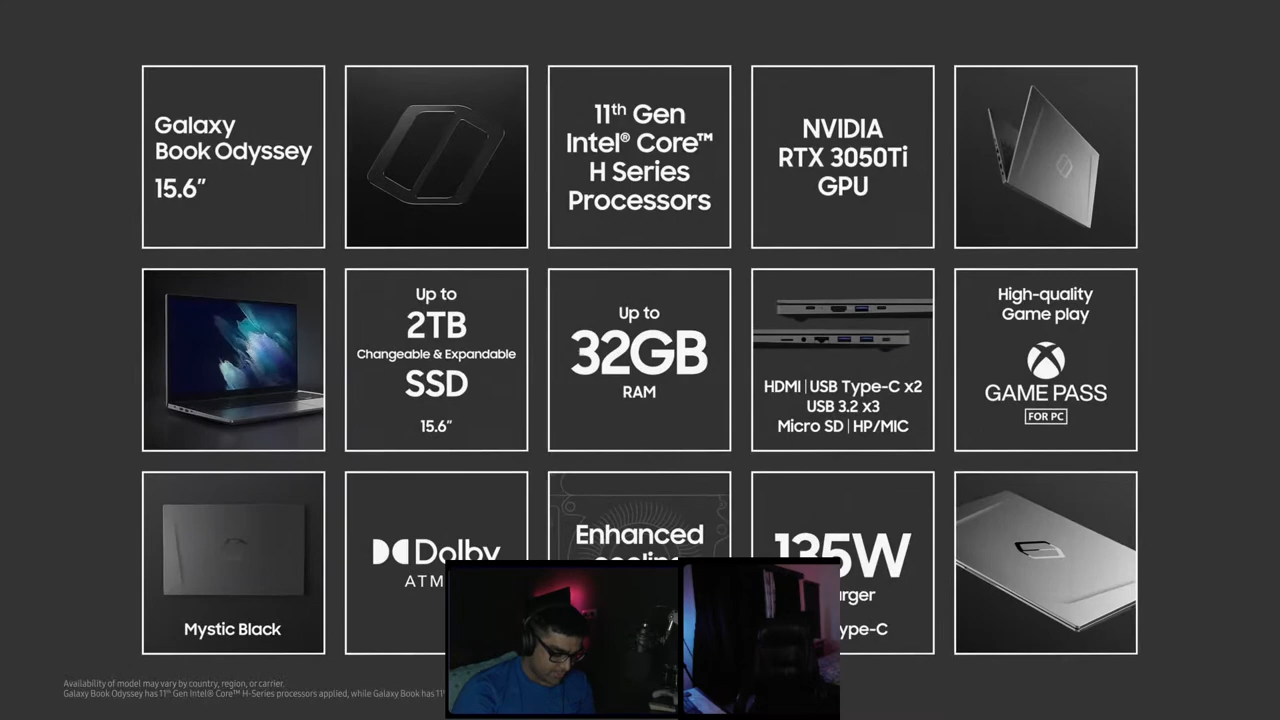 Galaxy
Book Odyssey
15.6"
11th Gen
Intel® Core™
H Series
Processors
NVIDIA
RTX 3050Ti
GPU
Up to
2TB
Changeable & Expandable
SSD
15.6"
Up to
32GB
RAM
HDMI | USB Type-C x2
USB 3.2 x3
Micro SD | HP/MIC
High-quality
Game play
GAME PASS
FOR PC
Mystic Black
Dolby
ATM
Enhanced
135W
rger
ype-C
Availability of model may vary by country, region, or carrier.
Galaxy Book Odyssey has 11th Gen Intel® Core™ H-Series processors applied, while Galaxy Book has 11